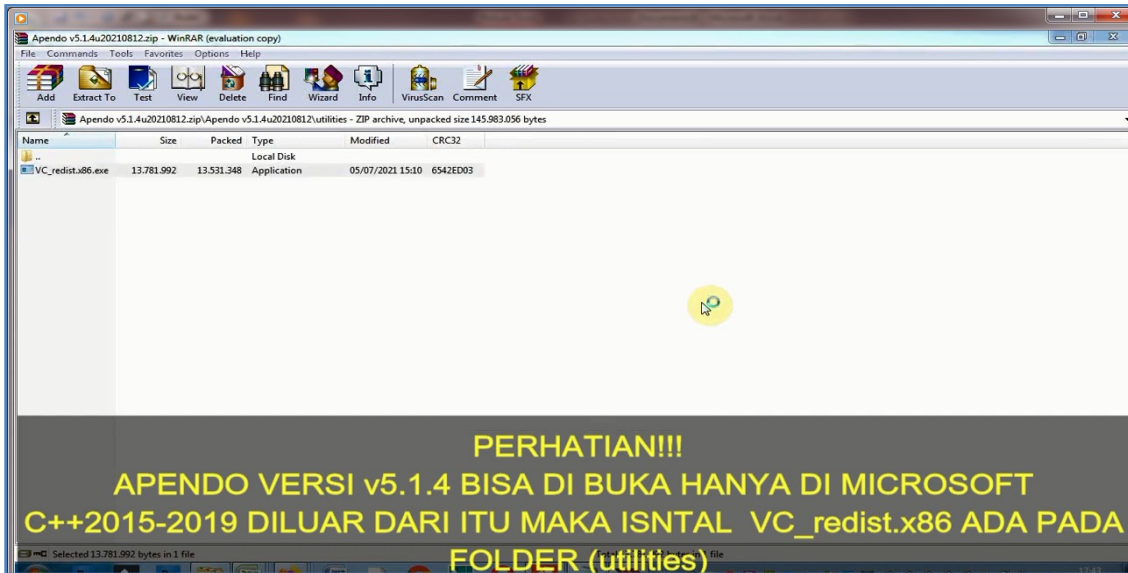 Apendo v5.1.4u20210812.zip - WinRAR (evaluation copy)
File Commands Tools Favorites Options Help
Add Extract To Test View Delete Find Wizard Info VirusScan Comment SFX
Apendo v5.1.4u20210812.zip\Apendo v5.1.4u20210812\utilities - ZIP archive, unpacked size 145.983.056 bytes
Name Size Packed Type Modified CRC32
.. Local Disk
VC_redist.x86.exe 13.781.992 13.531.348 Application 05/07/2021 15:10 6542ED03
PERHATIAN!!!
APENDO VERSI v5.1.4 BISA DI BUKA HANYA DI MICROSOFT
C++2015-2019 DILUAR DARI ITU MAKA ISNTAL VC_redist.x86 ADA PADA
FOLDER (utilities)
Selected 13.781.992 bytes in 1 file
17:43